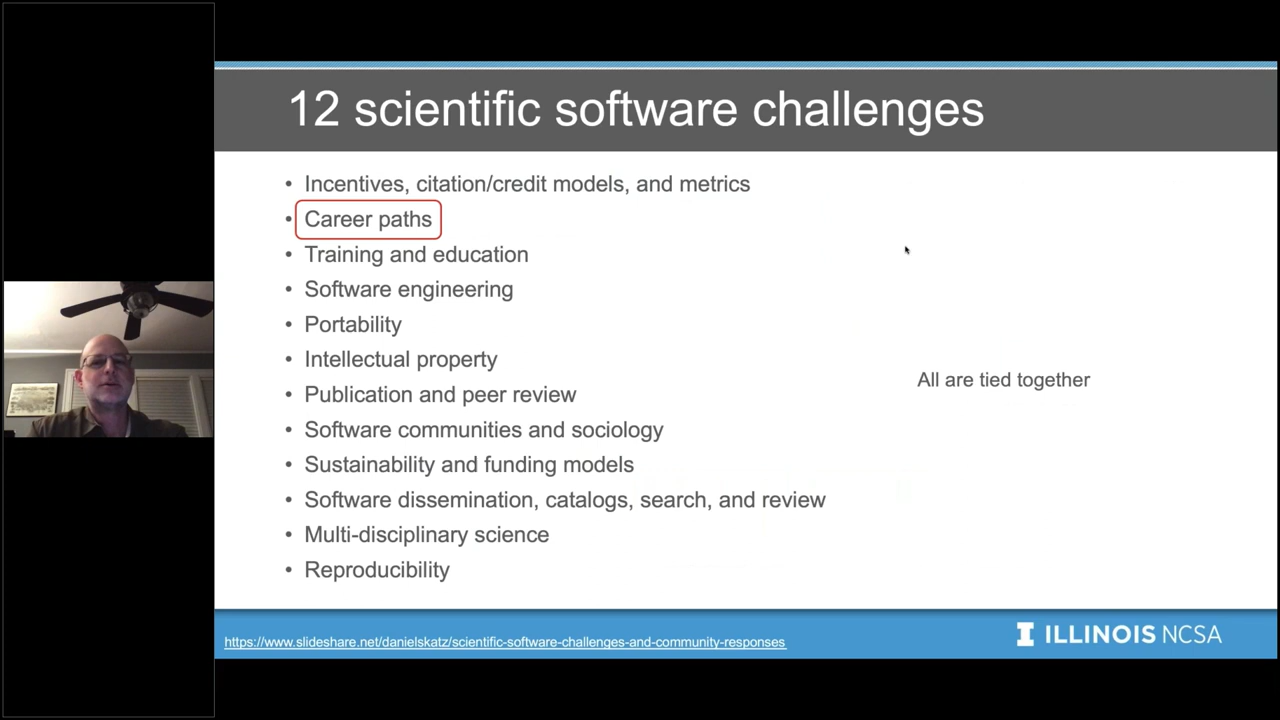 12 scientific software challenges
• Incentives, citation/credit models, and metrics
• Career paths
• Training and education
• Software engineering
• Portability
• Intellectual property
• Publication and peer review
• Software communities and sociology
• Sustainability and funding models
• Software dissemination, catalogs, search, and review
• Multi-disciplinary science
• Reproducibility
All are tied together
https://www.slideshare.net/danielskatz/scientific-software-challenges-and-community-responses
I ILLINOIS NCSA